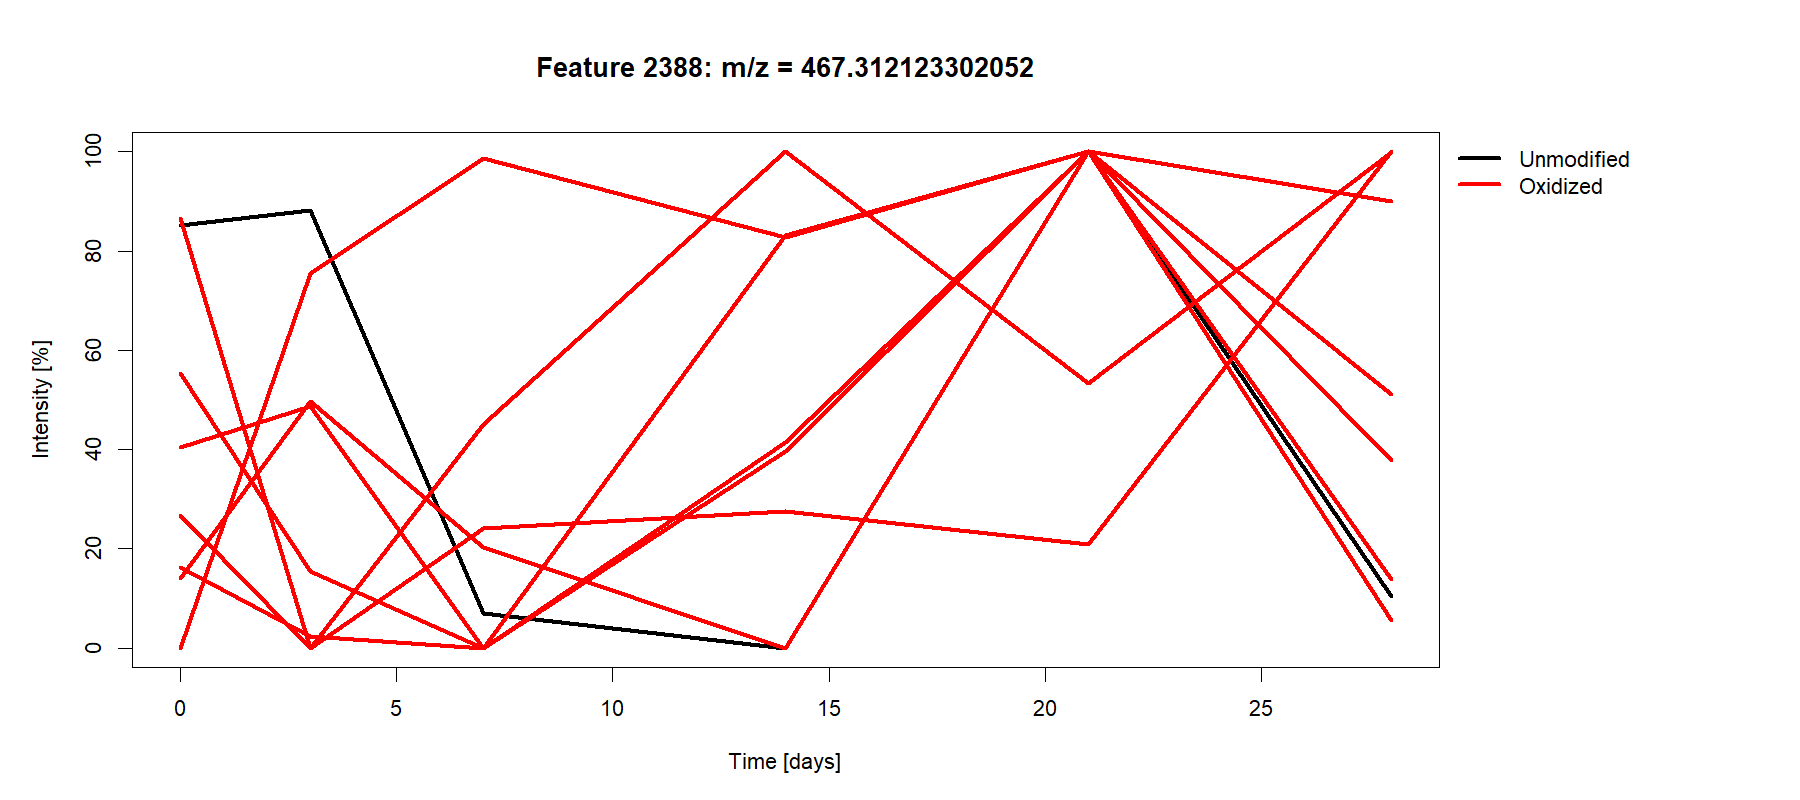 Feature 2388: m/z = 467.312123302052
Unmodified
Oxidized
Intensity [%]
100
80
60
40
20
0
0 5 10 15 20 25
Time [days]